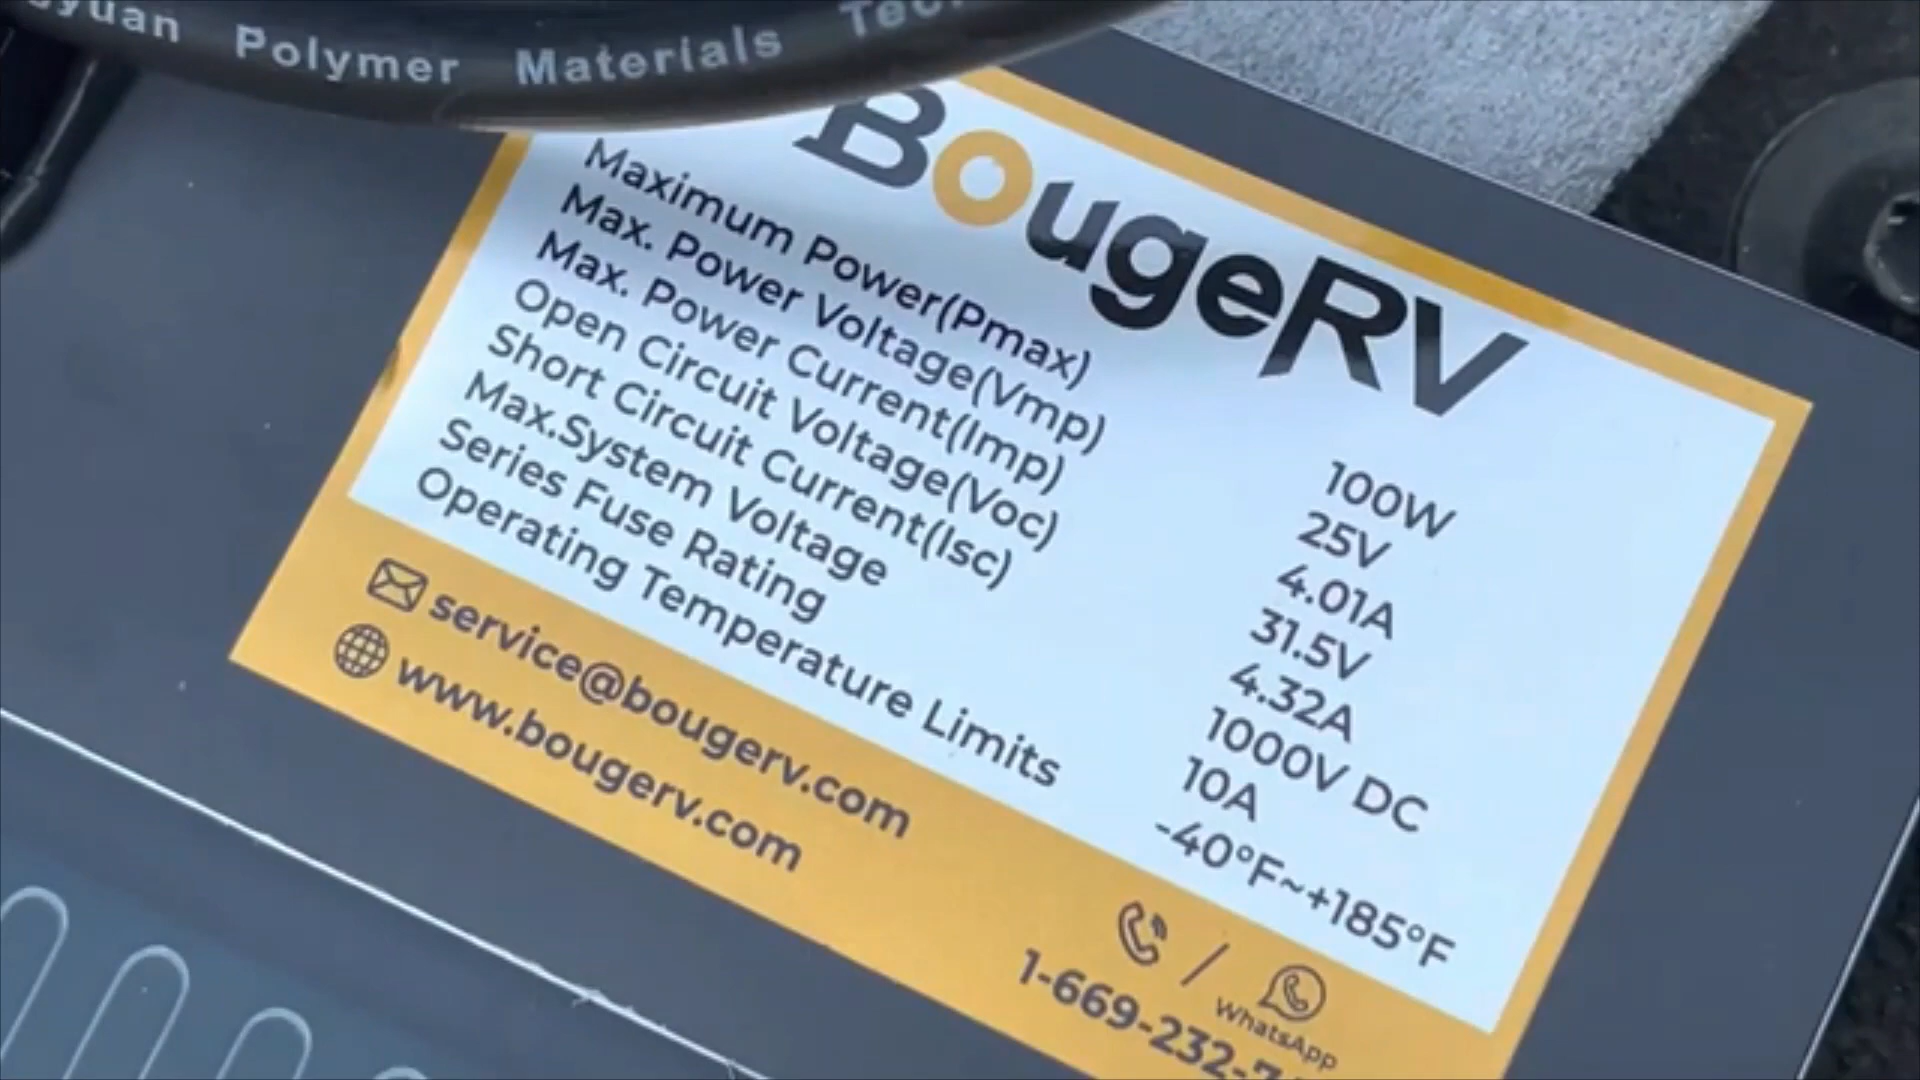 Polymer Materials
BougeRV
Maximum Power(Pmax) 100W
Max. Power Voltage(Vmp) 25V
Max. Power Current(Imp) 4.01A
Open Circuit Voltage(Voc) 31.5V
Short Circuit Current(Isc) 4.32A
Max.System Voltage 1000V DC
Series Fuse Rating 10A
Operating Temperature Limits -40°F~+185°F
service@bougerv.com
www.bougerv.com
/ WhatsApp
1-669-232-